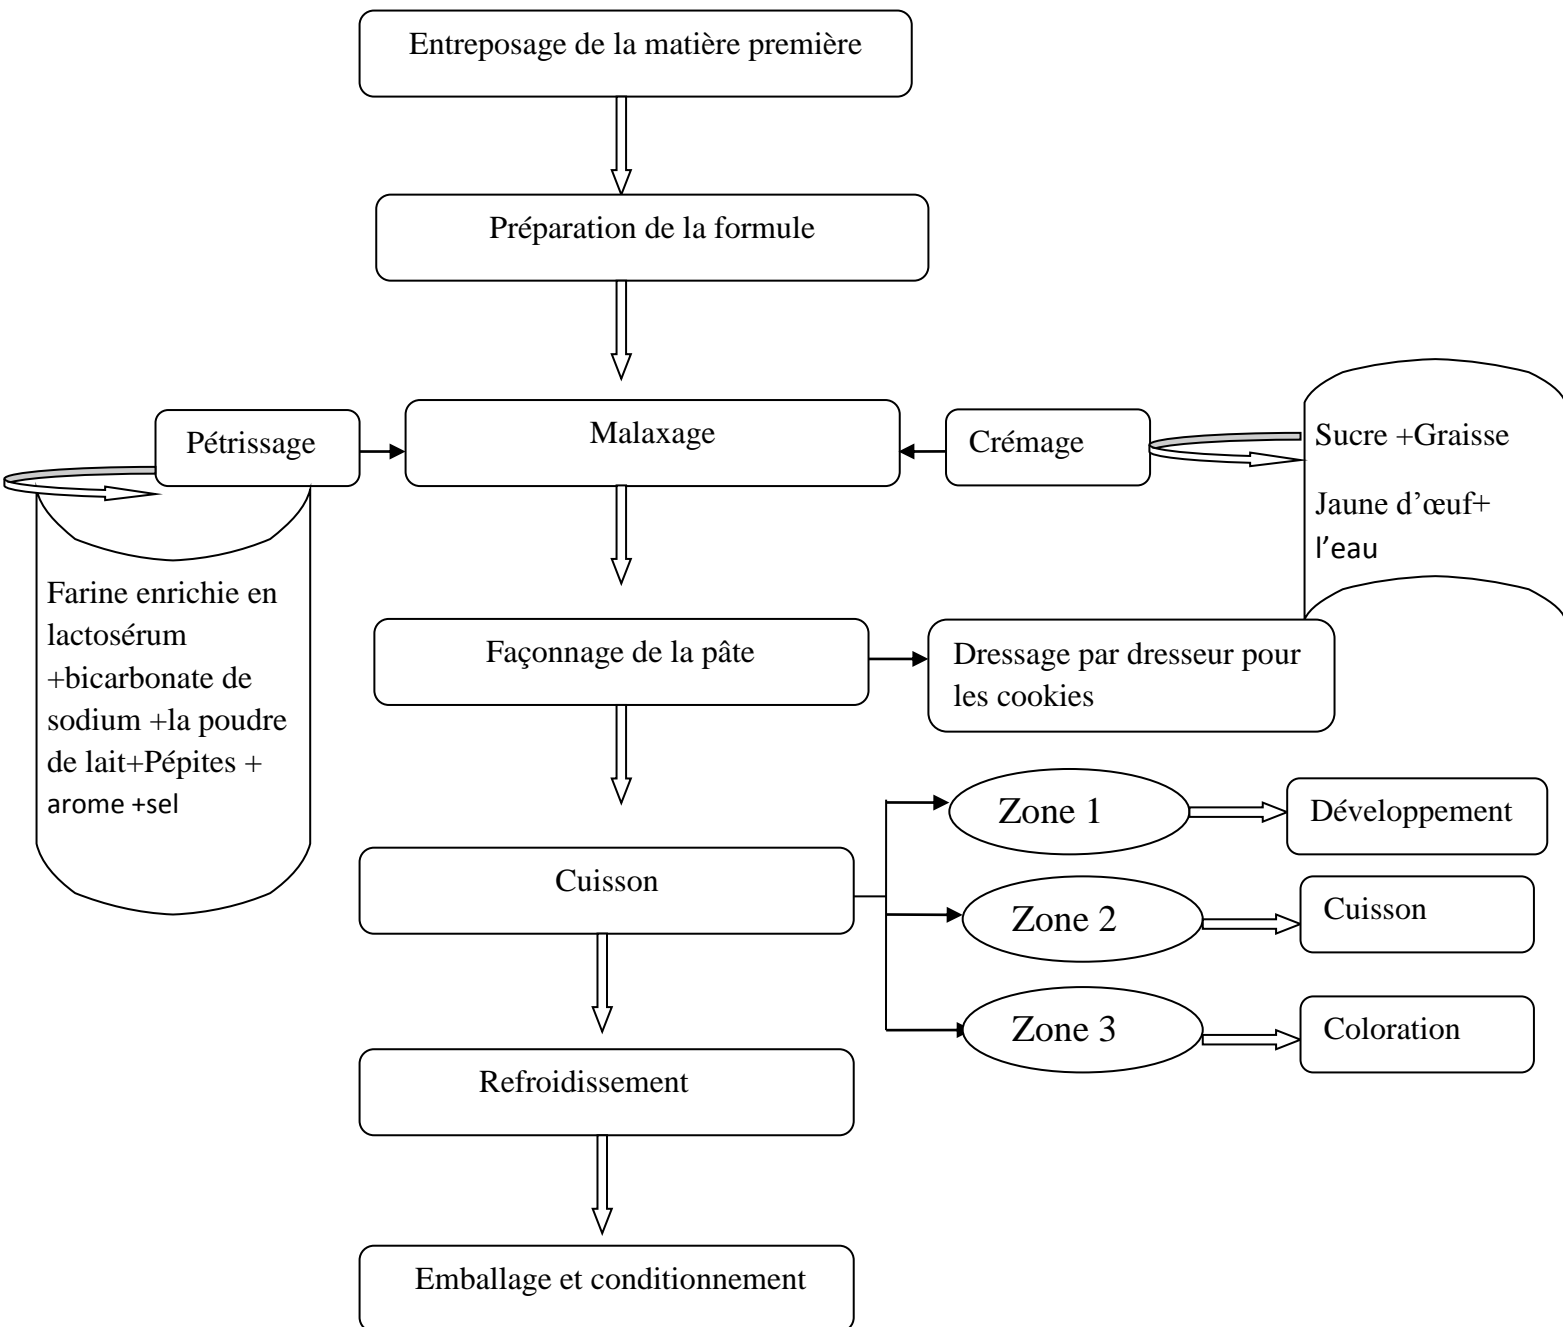 Entreposage de la matière première
Préparation de la formule
Pétrissage
Malaxage
Crémage
Sucre +Graisse
Jaune d’œuf+
l’eau
Farine enrichie en
lactosérum
+bicarbonate de
sodium +la poudre
de lait+Pépites +
arome +sel
Façonnage de la pâte
Dressage par dresseur pour
les cookies
Cuisson
Zone 1
Développement
Zone 2
Cuisson
Zone 3
Coloration
Refroidissement
Emballage et conditionnement